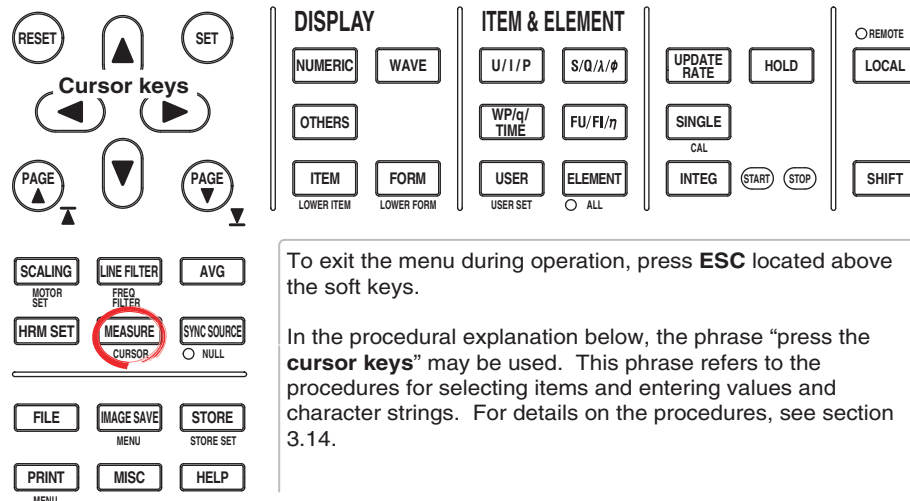 RESET
SET
Cursor keys
PAGE
PAGE
DISPLAY
NUMERIC
WAVE
OTHERS
ITEM
FORM
LOWER ITEM
LOWER FORM
ITEM & ELEMENT
U / I / P
S/Q/λ/ϕ
WP/q/
TIME
FU/FI/η
USER
ELEMENT
USER SET
ALL
UPDATE
RATE
HOLD
SINGLE
CAL
INTEG
START
STOP
REMOTE
LOCAL
SHIFT
SCALING
LINE FILTER
AVG
MOTOR
SET
FREQ
FILTER
HRM SET
MEASURE
SYNC SOURCE
CURSOR
NULL
FILE
IMAGE SAVE
STORE
MENU
STORE SET
PRINT
MISC
HELP
MENU
To exit the menu during operation, press ESC located above
the soft keys.
In the procedural explanation below, the phrase “press the
cursor keys” may be used.  This phrase refers to the
procedures for selecting items and entering values and
character strings.  For details on the procedures, see section
3.14.